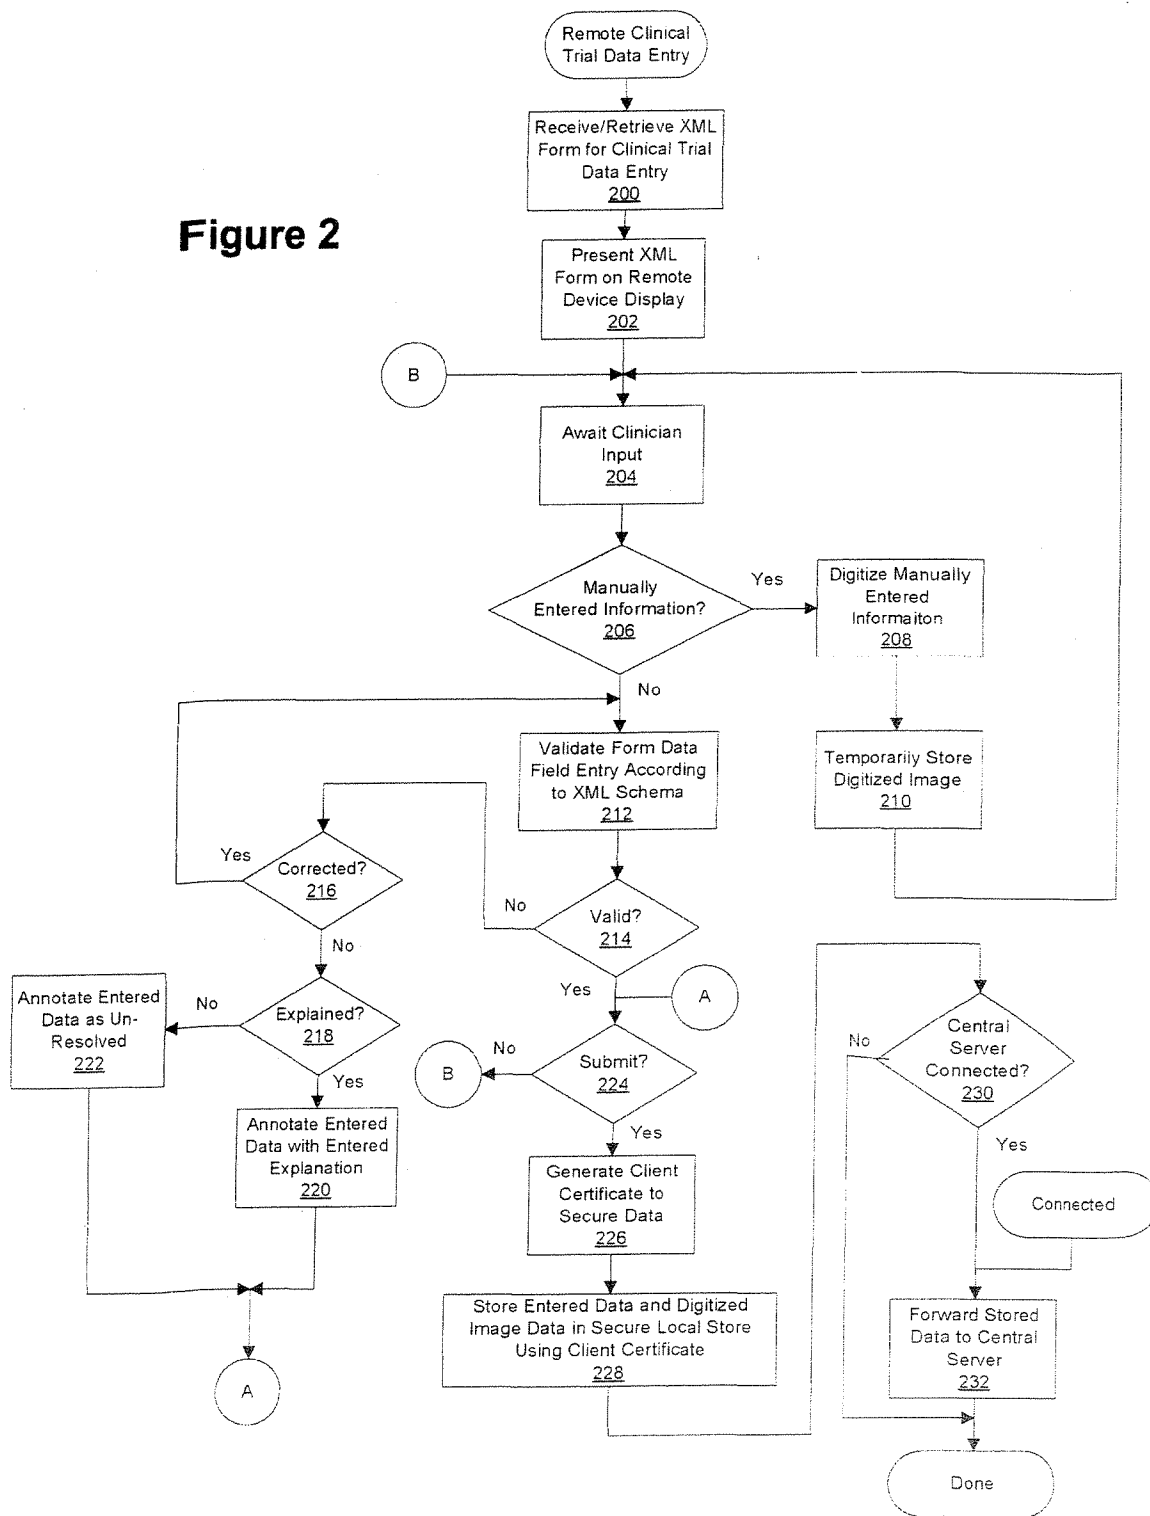 Remote Clinical
Trial Data Entry
Receive/Retrieve XML
Form for Clinical Trial
Data Entry
200
Figure 2
Present XML
Form on Remote
Device Display
202
B
Await Clinician
Input
204
Manually
Entered Information?
206
Yes
Digitize Manually
Entered
Informaiton
208
No
Validate Form Data
Field Entry According
to XML Schema
212
Temporarily Store
Digitized Image
210
Yes
Corrected?
216
No
Valid?
214
No
Yes
A
Annotate Entered
Data as Un-
Resolved
222
No
Explained?
218
Yes
B
No
Submit?
224
Yes
No
Central
Server
Connected?
230
Yes
Annotate Entered
Data with Entered
Explanation
220
Generate Client
Certificate to
Secure Data
226
Connected
Store Entered Data and Digitized
Image Data in Secure Local Store
Using Client Certificate
228
Forward Stored
Data to Central
Server
232
A
Done